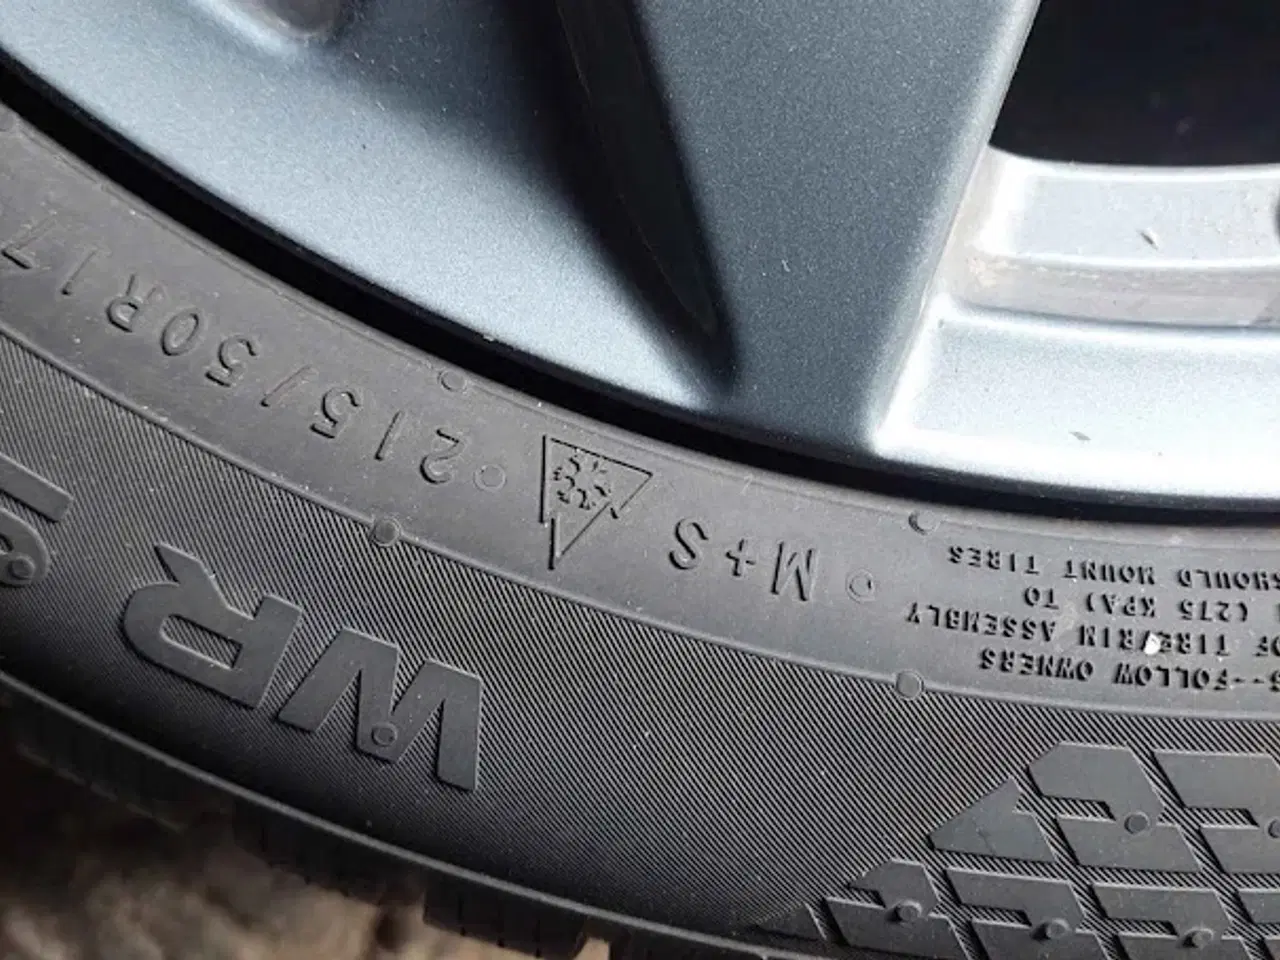 WR
S--FOLLOW OWNERS
OF TIRE/RIM ASSEMBLY
(275 KPA) TO
SHOULD MOUNT TIRES
M+S 215/50R17